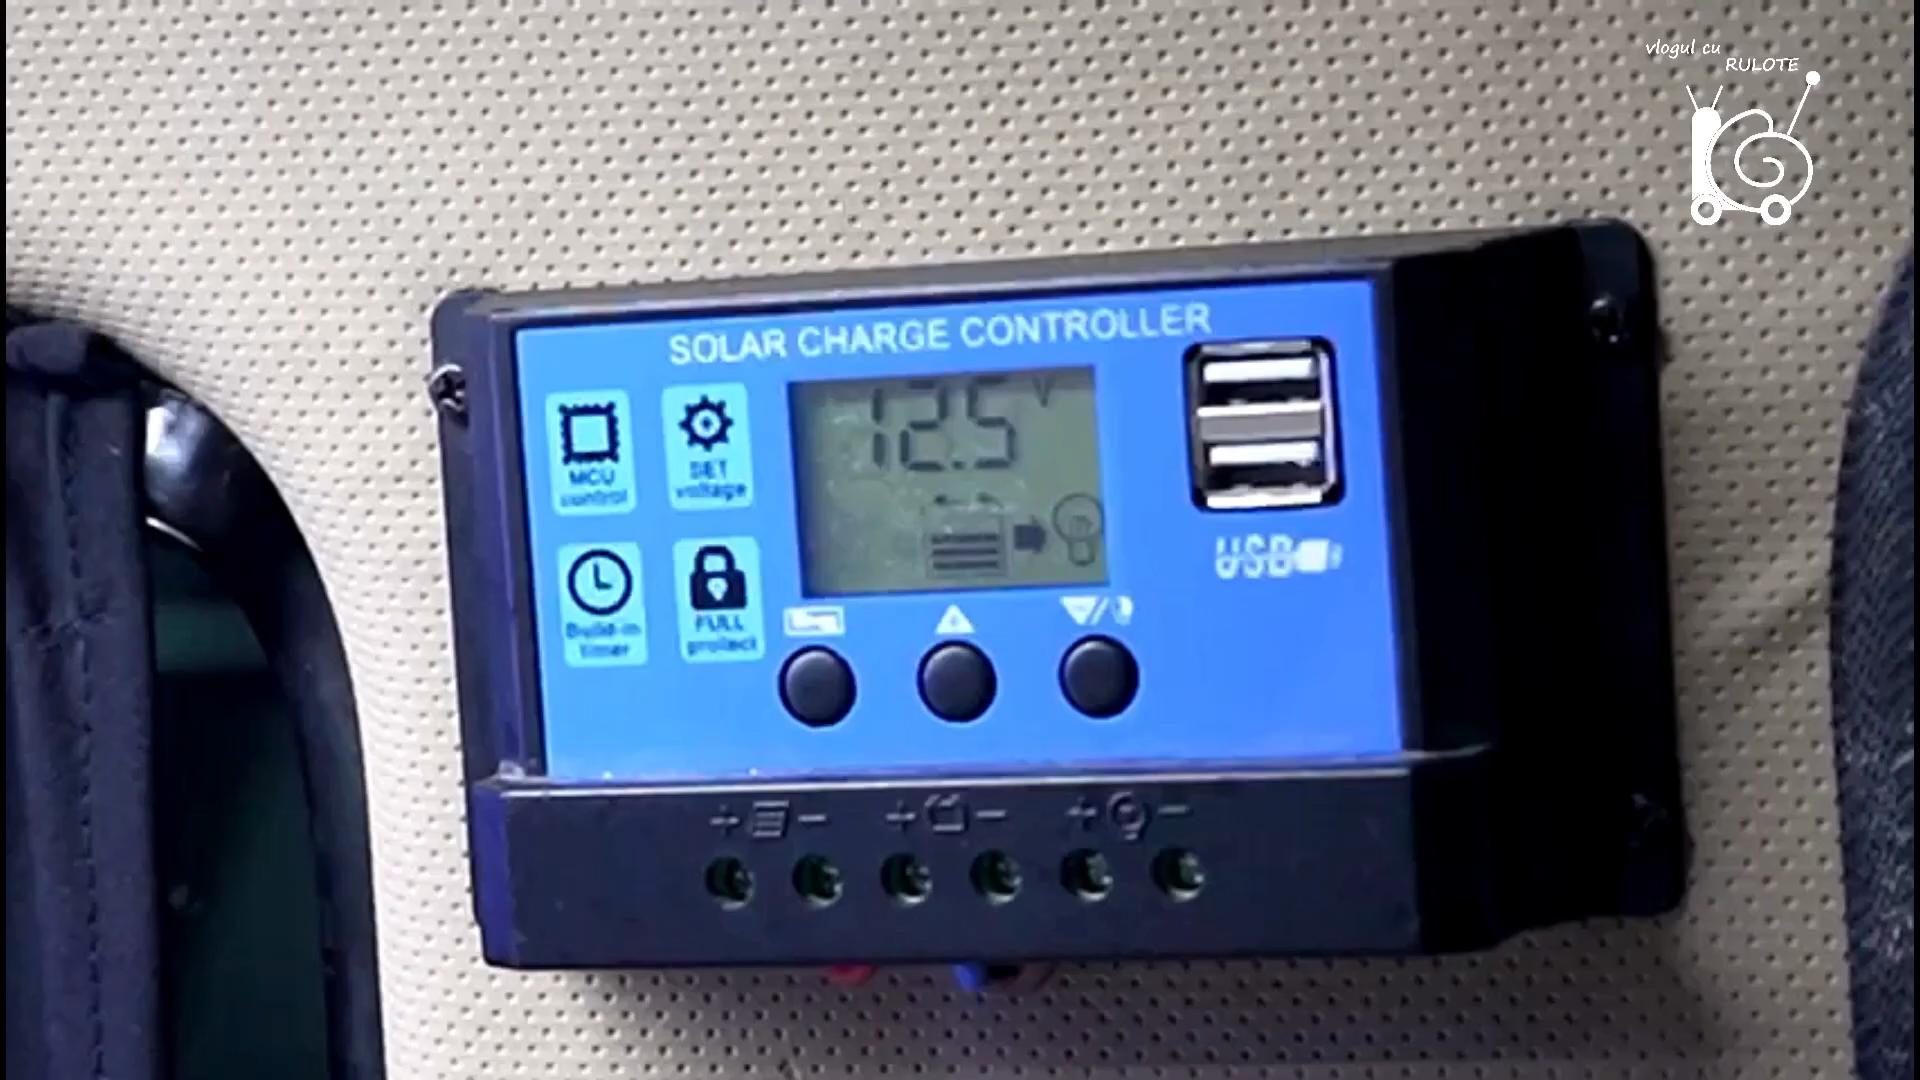 vlogul cu
RULOTE
SOLAR CHARGE CONTROLLER
12.5 V
MCU
control
SET
voltage
Build-in
timer
FULL
protect
USB
+ −
+ −
+ −